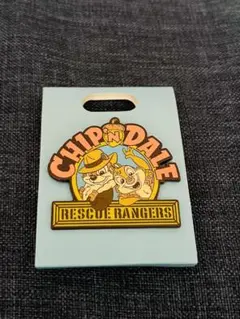 CHIP 'N DALE
RESCUE RANGERS